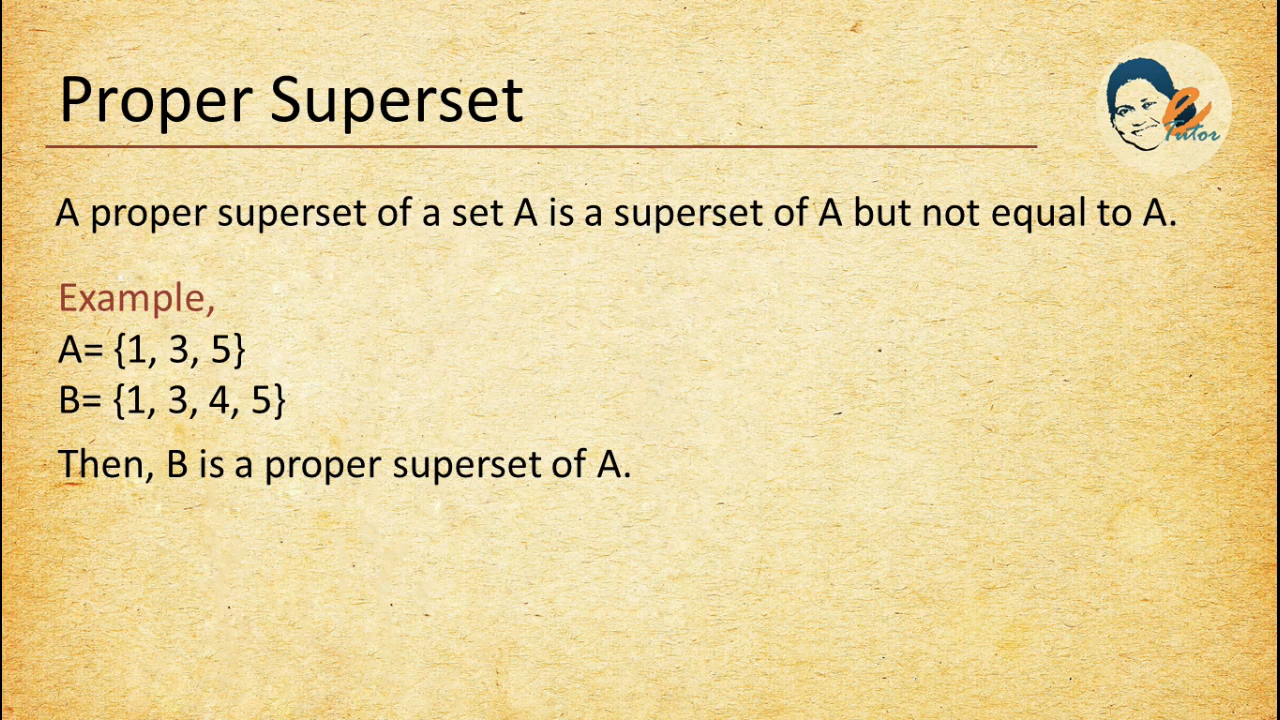 Proper Superset
e
Tutor
A proper superset of a set A is a superset of A but not equal to A.
Example,
A= {1, 3, 5}
B= {1, 3, 4, 5}
Then, B is a proper superset of A.